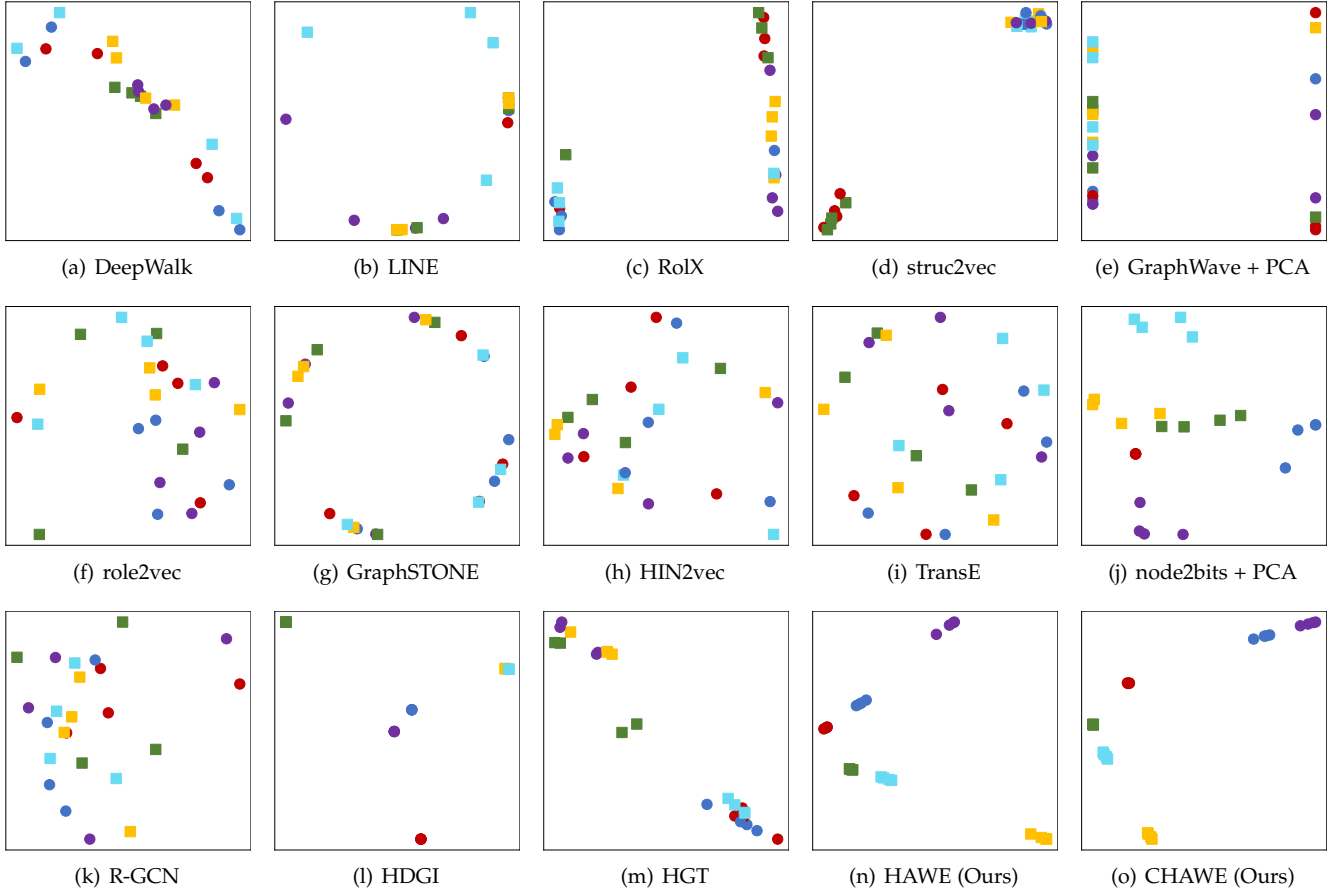 (a) DeepWalk
(b) LINE
(c) RolX
(d) struc2vec
(e) GraphWave + PCA
(f) role2vec
(g) GraphSTONE
(h) HIN2vec
(i) TransE
(j) node2bits + PCA
(k) R-GCN
(l) HDGI
(m) HGT
(n) HAWE (Ours)
(o) CHAWE (Ours)